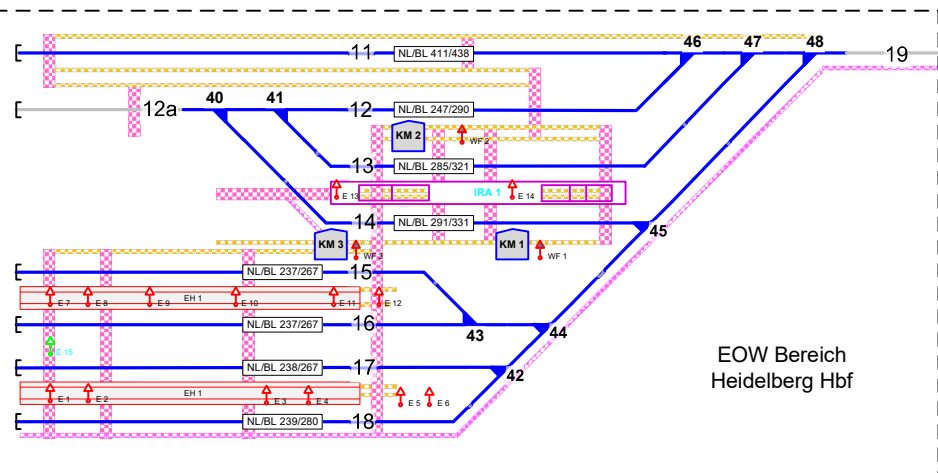 46 47 48
11 NL/BL 411/438 19
40 41
12a 12 NL/BL 247/290
KM 2 WF 2
13 NL/BL 285/321
E 13 IRA 1 E 14
14 NL/BL 291/331 45
KM 3 WF 3 KM 1 WF 1
NL/BL 237/267 15
E 7 E 8 E 9 EH 1 E 10 E 11 E 12
NL/BL 237/267 16
43 44
E 15
NL/BL 238/267 17
42
EOW Bereich
Heidelberg Hbf
E 1 E 2 EH 1 E 3 E 4 E 5 E 6
NL/BL 239/280 18